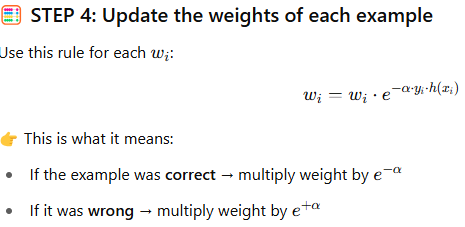 🧮 STEP 4: Update the weights of each example
Use this rule for each wᵢ:
wᵢ = wᵢ · e^{−α·yᵢ·h(xᵢ)}
👉 This is what it means:
• If the example was correct → multiply weight by e^{−α}
• If it was wrong → multiply weight by e^{+α}